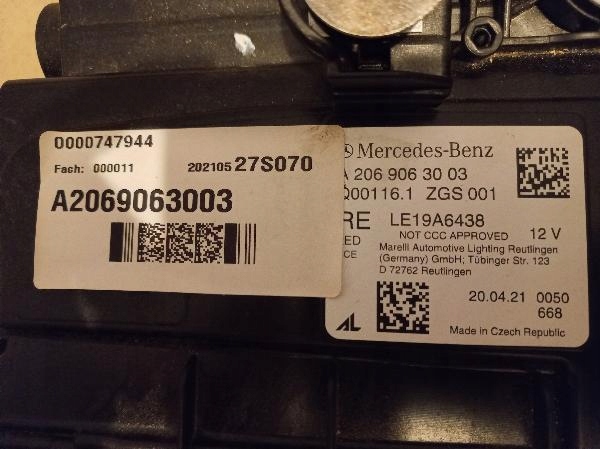 0000747944
Fach: 000011 202105 27S070
A2069063003
Mercedes-Benz
A 206 906 30 03
Q00116.1 ZGS 001
RE LE19A6438
NOT CCC APPROVED 12 V
Marelli Automotive Lighting Reutlingen
(Germany) GmbH; Tübinger Str. 123
D 72762 Reutlingen
20.04.21 0050
668
AL
Made in Czech Republic